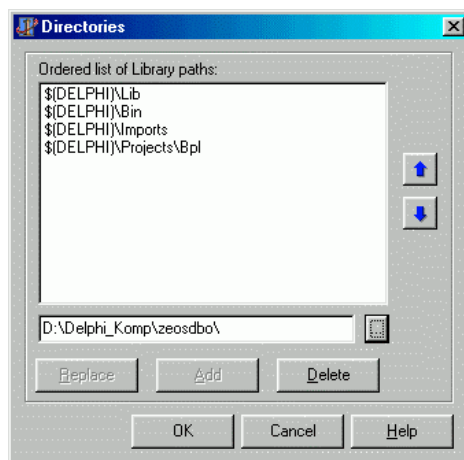 Directories
Ordered list of Library paths:
$(DELPHI)\Lib
$(DELPHI)\Bin
$(DELPHI)\Imports
$(DELPHI)\Projects\Bpl
D:\Delphi_Komp\zeosdbo\
...
Replace Add Delete
OK Cancel Help